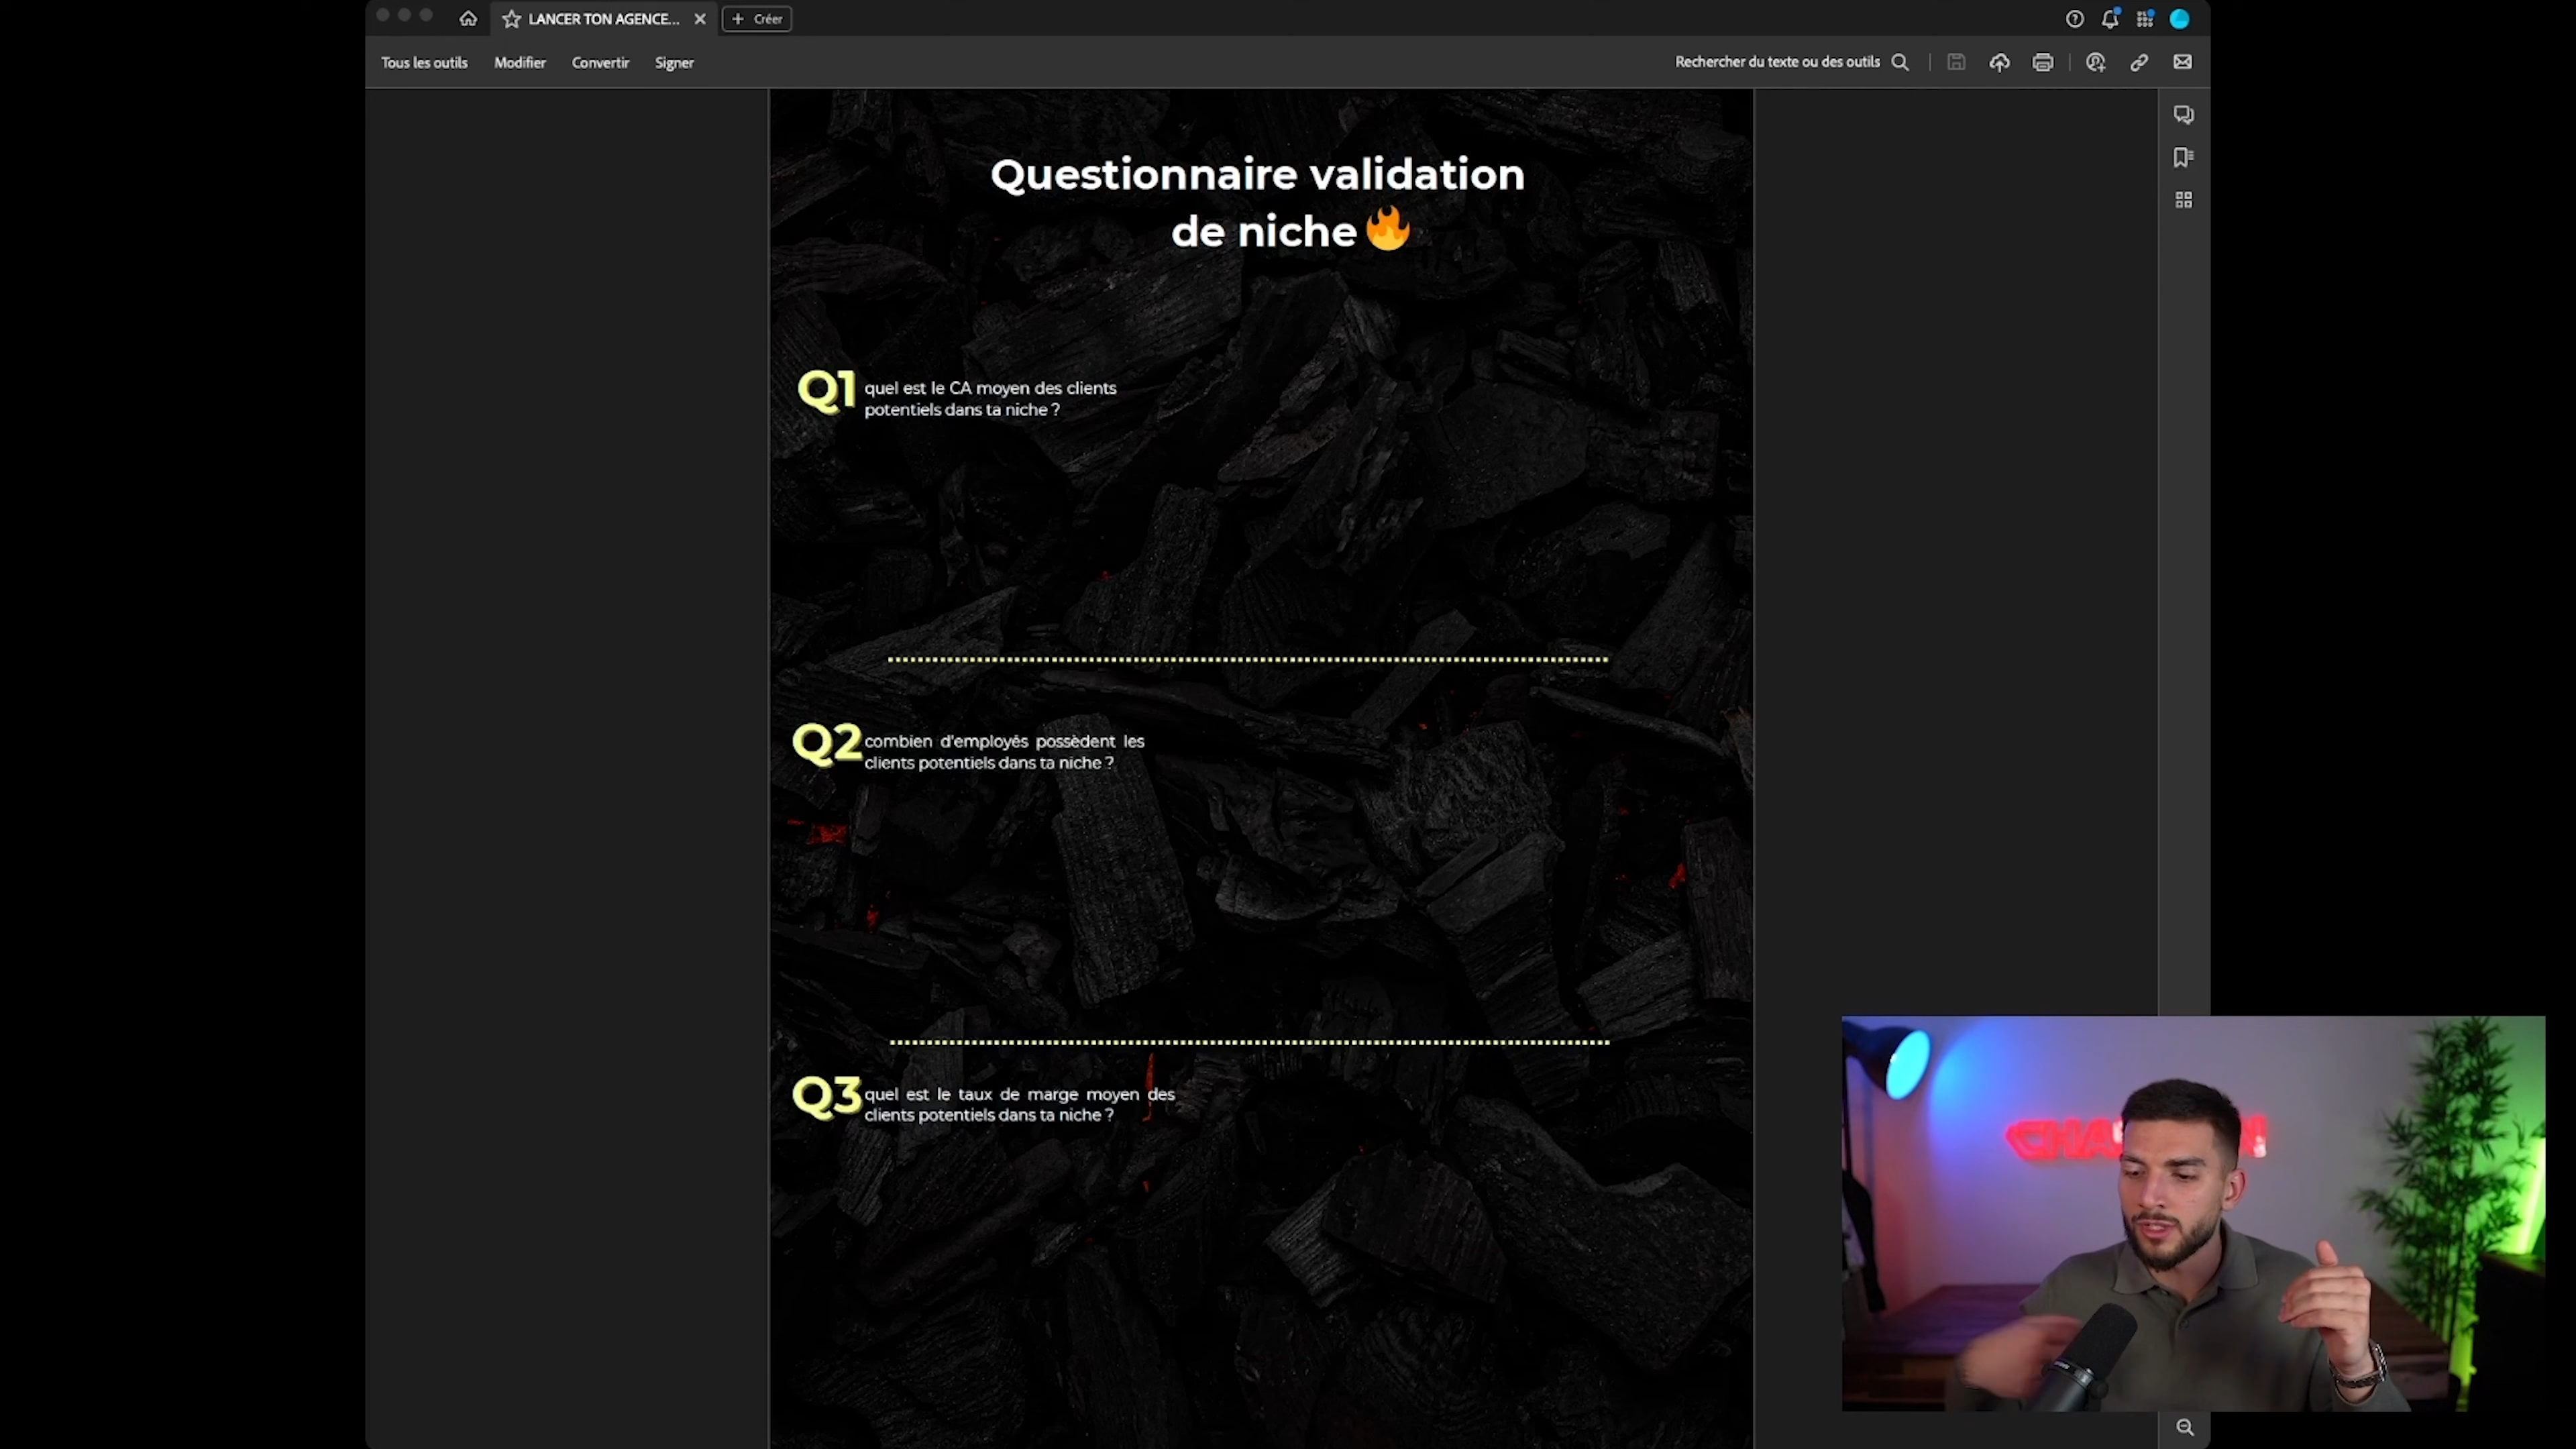 LANCER TON AGENCE...
Créer
Tous les outils
Modifier
Convertir
Signer
Rechercher du texte ou des outils
Questionnaire validation
de niche🔥
Q1
quel est le CA moyen des clients
potentiels dans ta niche ?
Q2
combien d'employés possèdent les
clients potentiels dans ta niche ?
Q3
quel est le taux de marge moyen des
clients potentiels dans ta niche ?